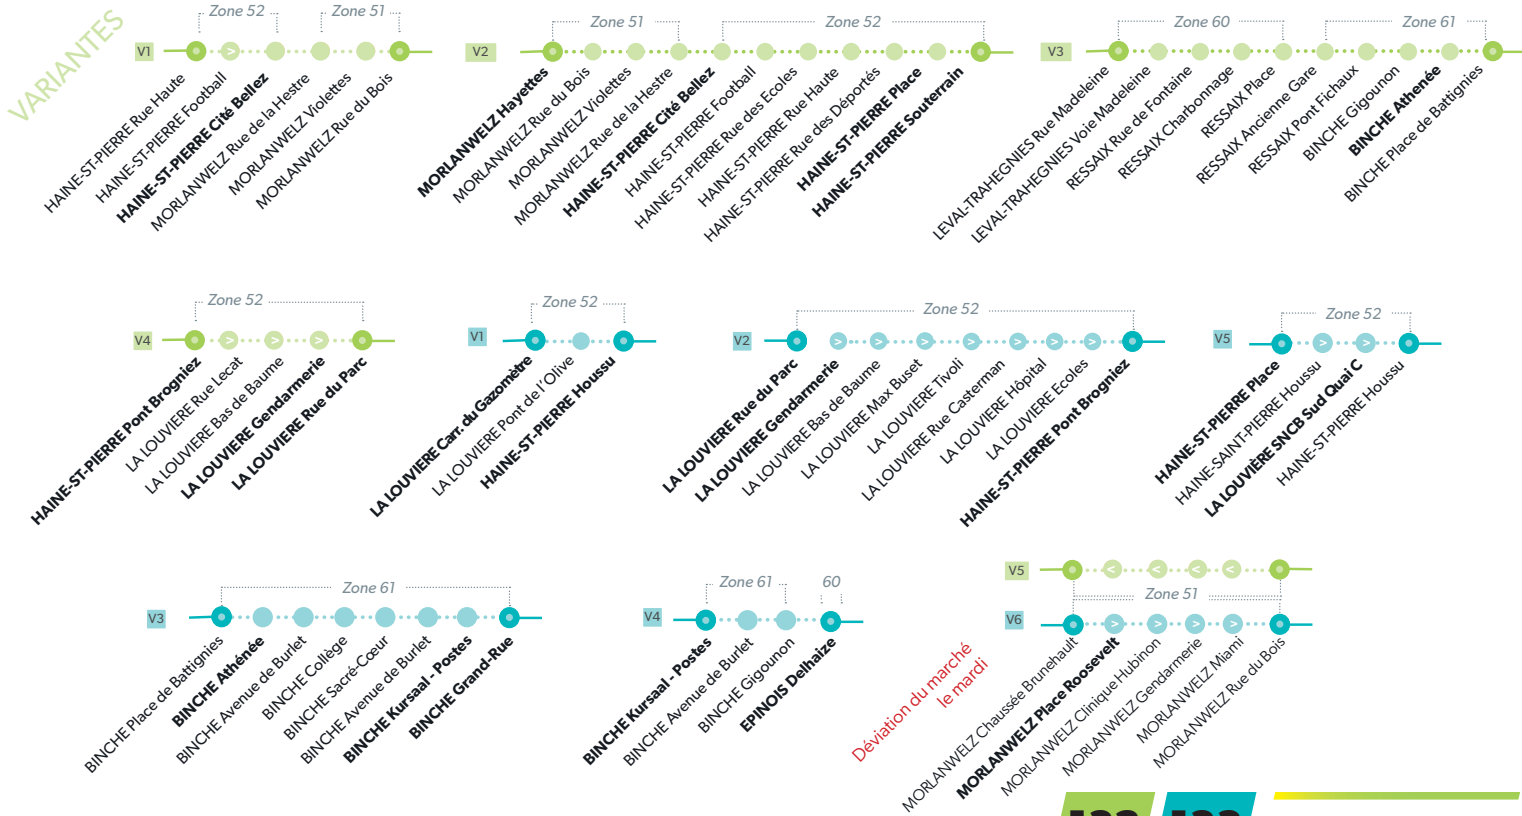 VARIANTES
Zone 52
Zone 51
V1
HAINE-ST-PIERRE Rue Haute
HAINE-ST-PIERRE Football
HAINE-ST-PIERRE Cité Bellez
MORLANWELZ Rue de la Hestre
MORLANWELZ Violettes
MORLANWELZ Rue du Bois
Zone 51
Zone 52
V2
MORLANWELZ Hayettes
MORLANWELZ Rue du Bois
MORLANWELZ Violettes
MORLANWELZ Rue de la Hestre
HAINE-ST-PIERRE Cité Bellez
HAINE-ST-PIERRE Football
HAINE-ST-PIERRE Rue des Ecoles
HAINE-ST-PIERRE Rue Haute
HAINE-ST-PIERRE Rue des Déportés
HAINE-ST-PIERRE Place
HAINE-ST-PIERRE Souterrain
Zone 60
Zone 61
V3
LEVAL-TRAHEGNIES Rue Madeleine
LEVAL-TRAHEGNIES Voie Madeleine
RESSAIX Rue de Fontaine
RESSAIX Charbonnage
RESSAIX Place
RESSAIX Ancienne Gare
RESSAIX Pont Fichaux
BINCHE Gigounon
BINCHE Athénée
BINCHE Place de Battignies
Zone 52
V4
HAINE-ST-PIERRE Pont Brogniez
LA LOUVIERE Rue Lecat
LA LOUVIERE Bas de Baume
LA LOUVIERE Gendarmerie
LA LOUVIERE Rue du Parc
Zone 52
V1
LA LOUVIERE Carr. du Gazomètre
LA LOUVIERE Pont de l'Olive
HAINE-ST-PIERRE Houssu
Zone 52
V2
LA LOUVIERE Rue du Parc
LA LOUVIERE Gendarmerie
LA LOUVIERE Bas de Baume
LA LOUVIERE Max Buset
LA LOUVIERE Tivoli
LA LOUVIERE Rue Casterman
LA LOUVIERE Hôpital
LA LOUVIERE Ecoles
HAINE-ST-PIERRE Pont Brogniez
Zone 52
V5
HAINE-ST-PIERRE Place
HAINE-SAINT-PIERRE Houssu
LA LOUVIÈRE SNCB Sud Quai C
HAINE-ST-PIERRE Houssu
Zone 61
V3
BINCHE Place de Battignies
BINCHE Athénée
BINCHE Avenue de Burlet
BINCHE Collège
BINCHE Sacré-Cœur
BINCHE Avenue de Burlet
BINCHE Kursaal - Postes
BINCHE Grand-Rue
Zone 61
60
V4
BINCHE Kursaal - Postes
BINCHE Avenue de Burlet
BINCHE Gigounon
EPINOIS Delhaize
V5
Zone 51
V6
Déviation du marché
le mardi
MORLANWELZ Chaussée Brunehault
MORLANWELZ Place Roosevelt
MORLANWELZ Clinique Hubinon
MORLANWELZ Gendarmerie
MORLANWELZ Miami
MORLANWELZ Rue du Bois